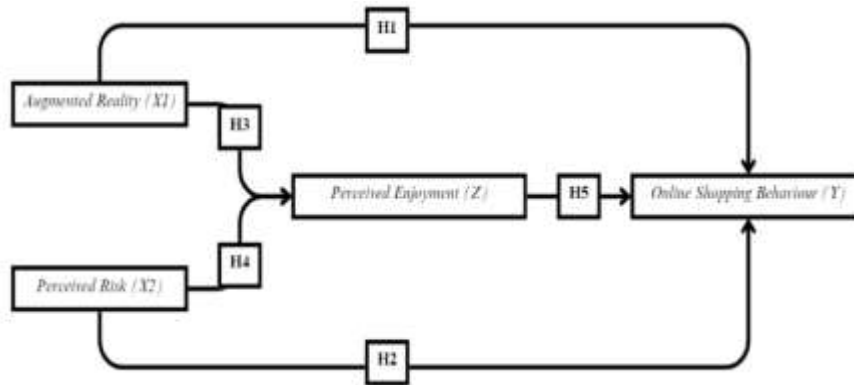 H1
Augmented Reality (X1)
H3
Perceived Enjoyment (Z)
H5
Online Shopping Behaviour (Y)
H4
Perceived Risk (X2)
H2